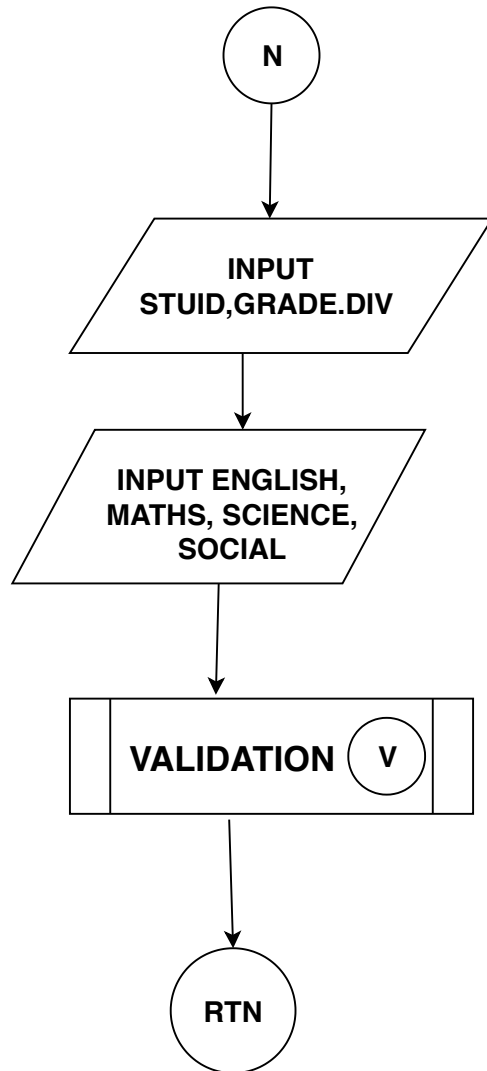 N
INPUT
STUID,GRADE.DIV
INPUT ENGLISH,
MATHS, SCIENCE,
SOCIAL
VALIDATION V
RTN